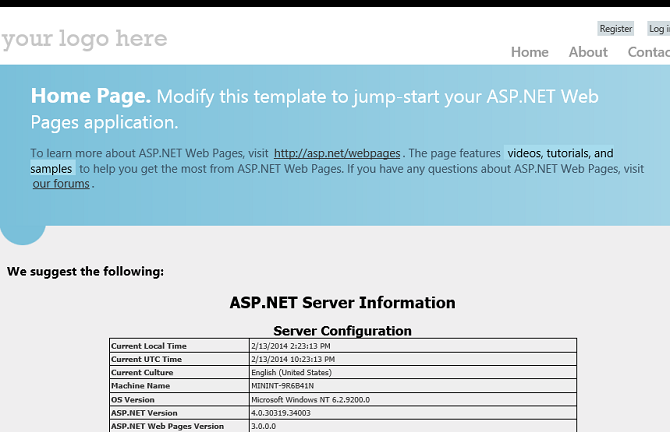 your logo here
Register Log i
Home About Contac
Home Page. Modify this template to jump-start your ASP.NET Web
Pages application.
To learn more about ASP.NET Web Pages, visit http://asp.net/webpages . The page features videos, tutorials, and
samples to help you get the most from ASP.NET Web Pages. If you have any questions about ASP.NET Web Pages, visit
our forums .
We suggest the following:
ASP.NET Server Information
Server Configuration
Current Local Time 2/13/2014 2:23:13 PM
Current UTC Time 2/13/2014 10:23:13 PM
Current Culture English (United States)
Machine Name MININT-9R6B41N
OS Version Microsoft Windows NT 6.2.9200.0
ASP.NET Version 4.0.30319.34003
ASP.NET Web Pages Version 3.0.0.0